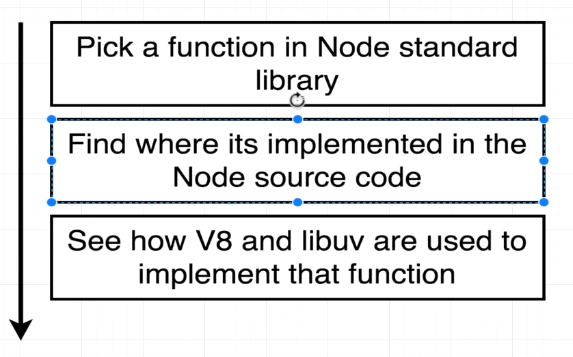 Pick a function in Node standard
library
Find where its implemented in the
Node source code
See how V8 and libuv are used to
implement that function